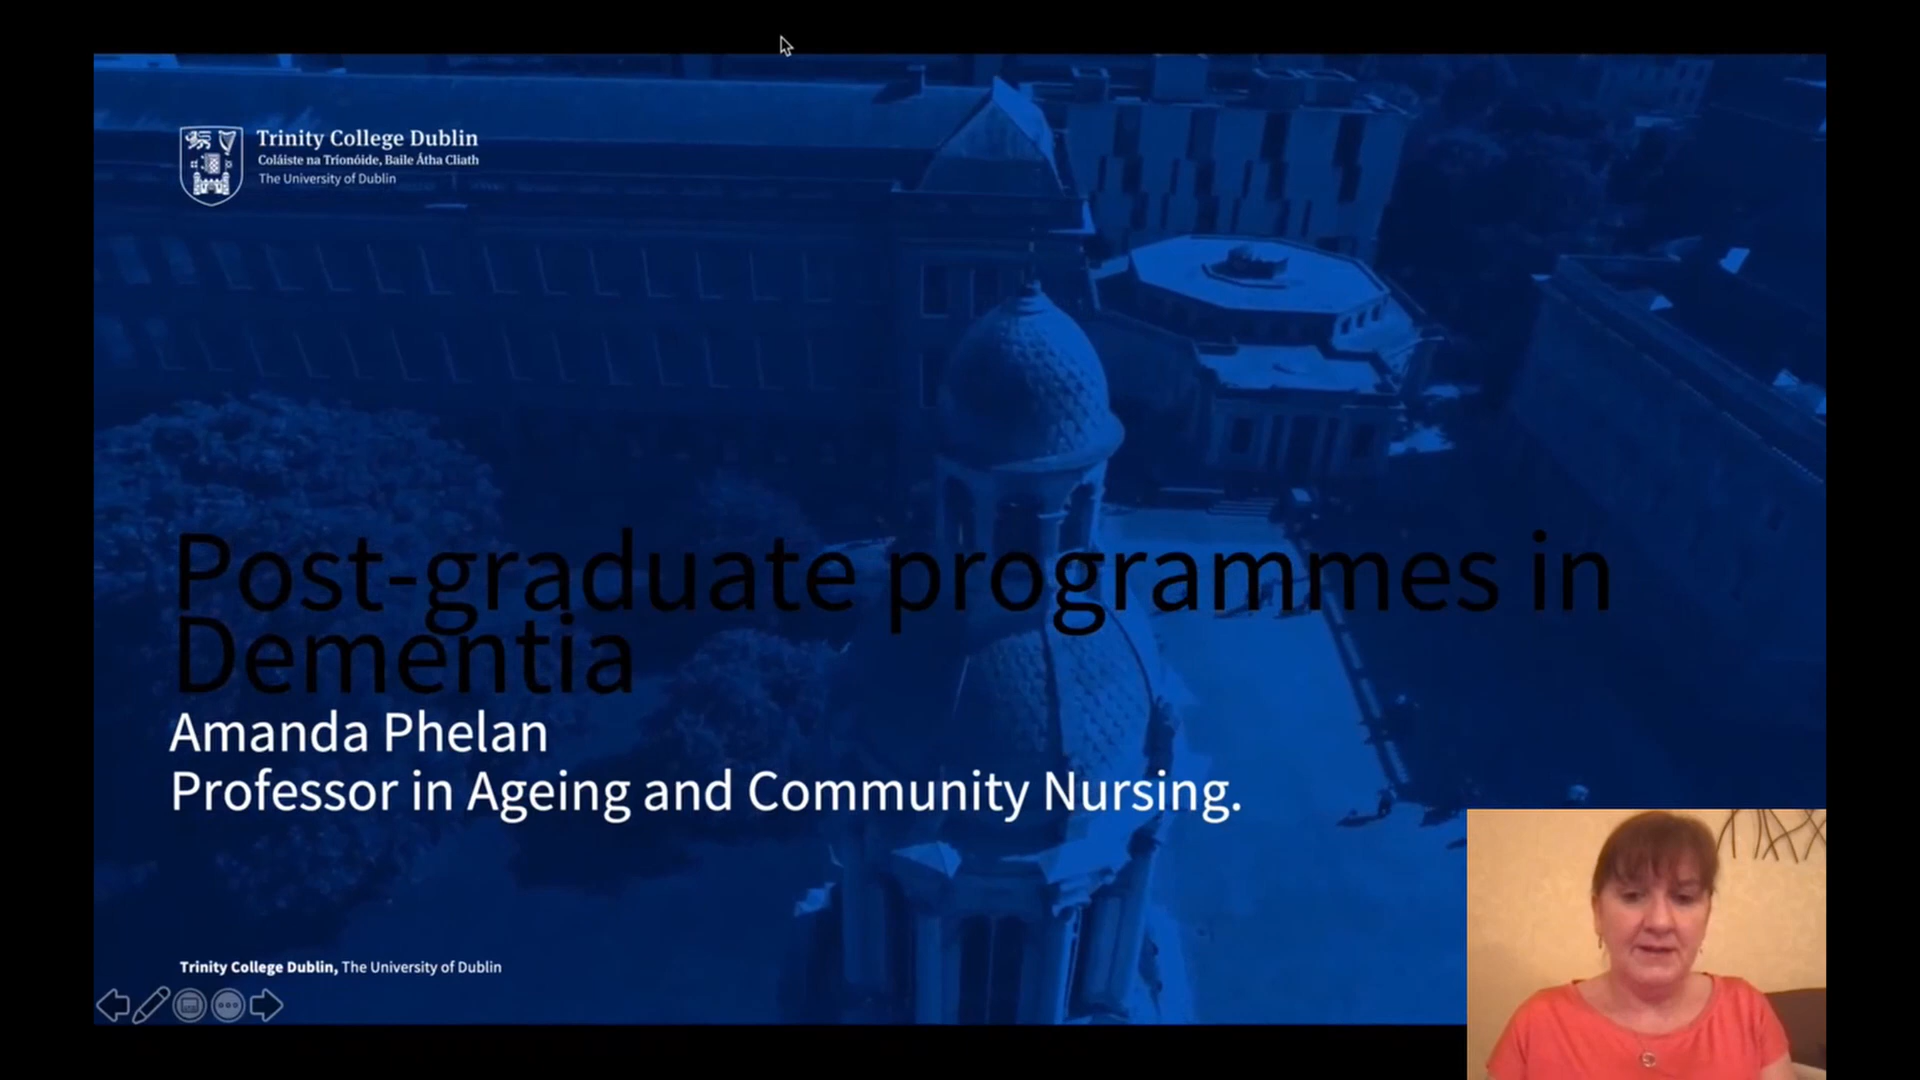 Trinity College Dublin
Coláiste na Tríonóide, Baile Átha Cliath
The University of Dublin
Post-graduate programmes in
Dementia
Amanda Phelan
Professor in Ageing and Community Nursing.
Trinity College Dublin, The University of Dublin